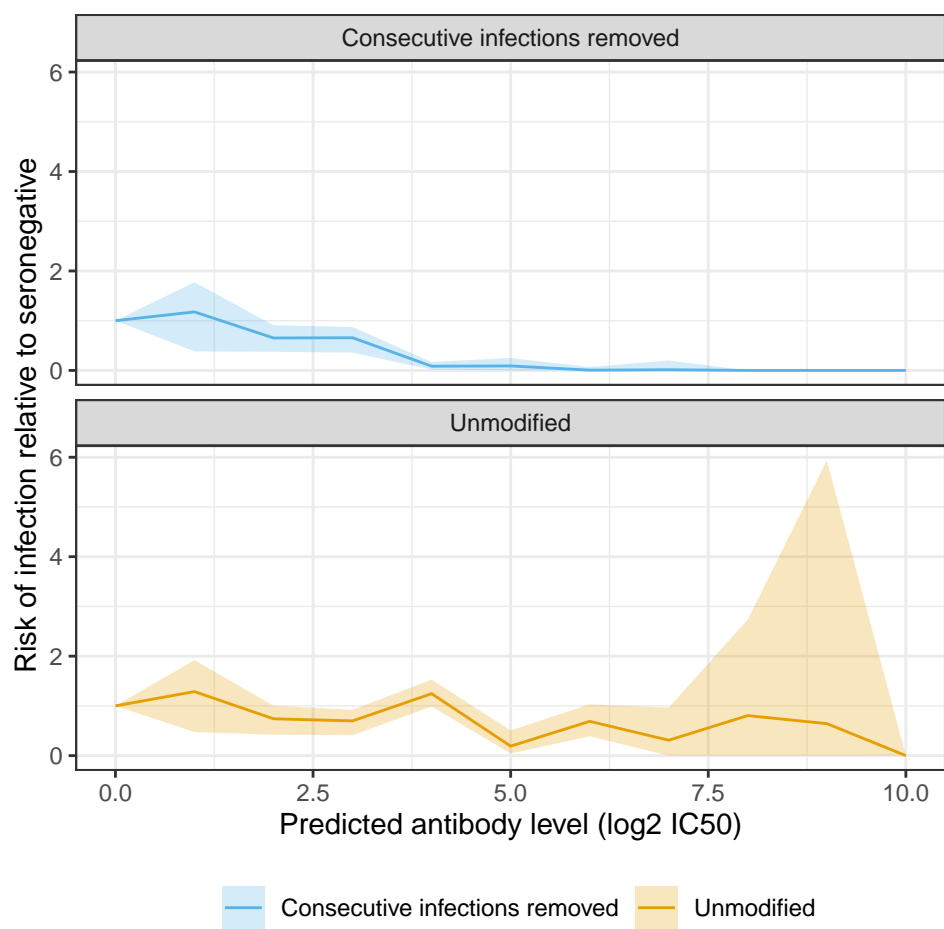 Consecutive infections removed
6
4
2
0
Unmodified
6
4
2
0
0.0 2.5 5.0 7.5 10.0
Predicted antibody level (log2 IC50)
Risk of infection relative to seronegative
Consecutive infections removed Unmodified